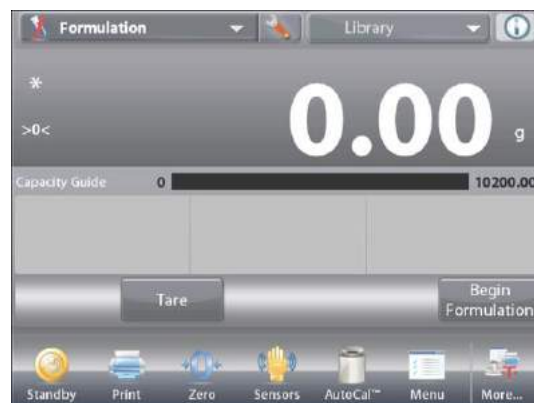 Formulation
Library
*
>0<
0.00 g
Capacity Guide 0 10200.00
Tare
Begin
Formulation
Standby Print Zero Sensors AutoCal™ Menu More...